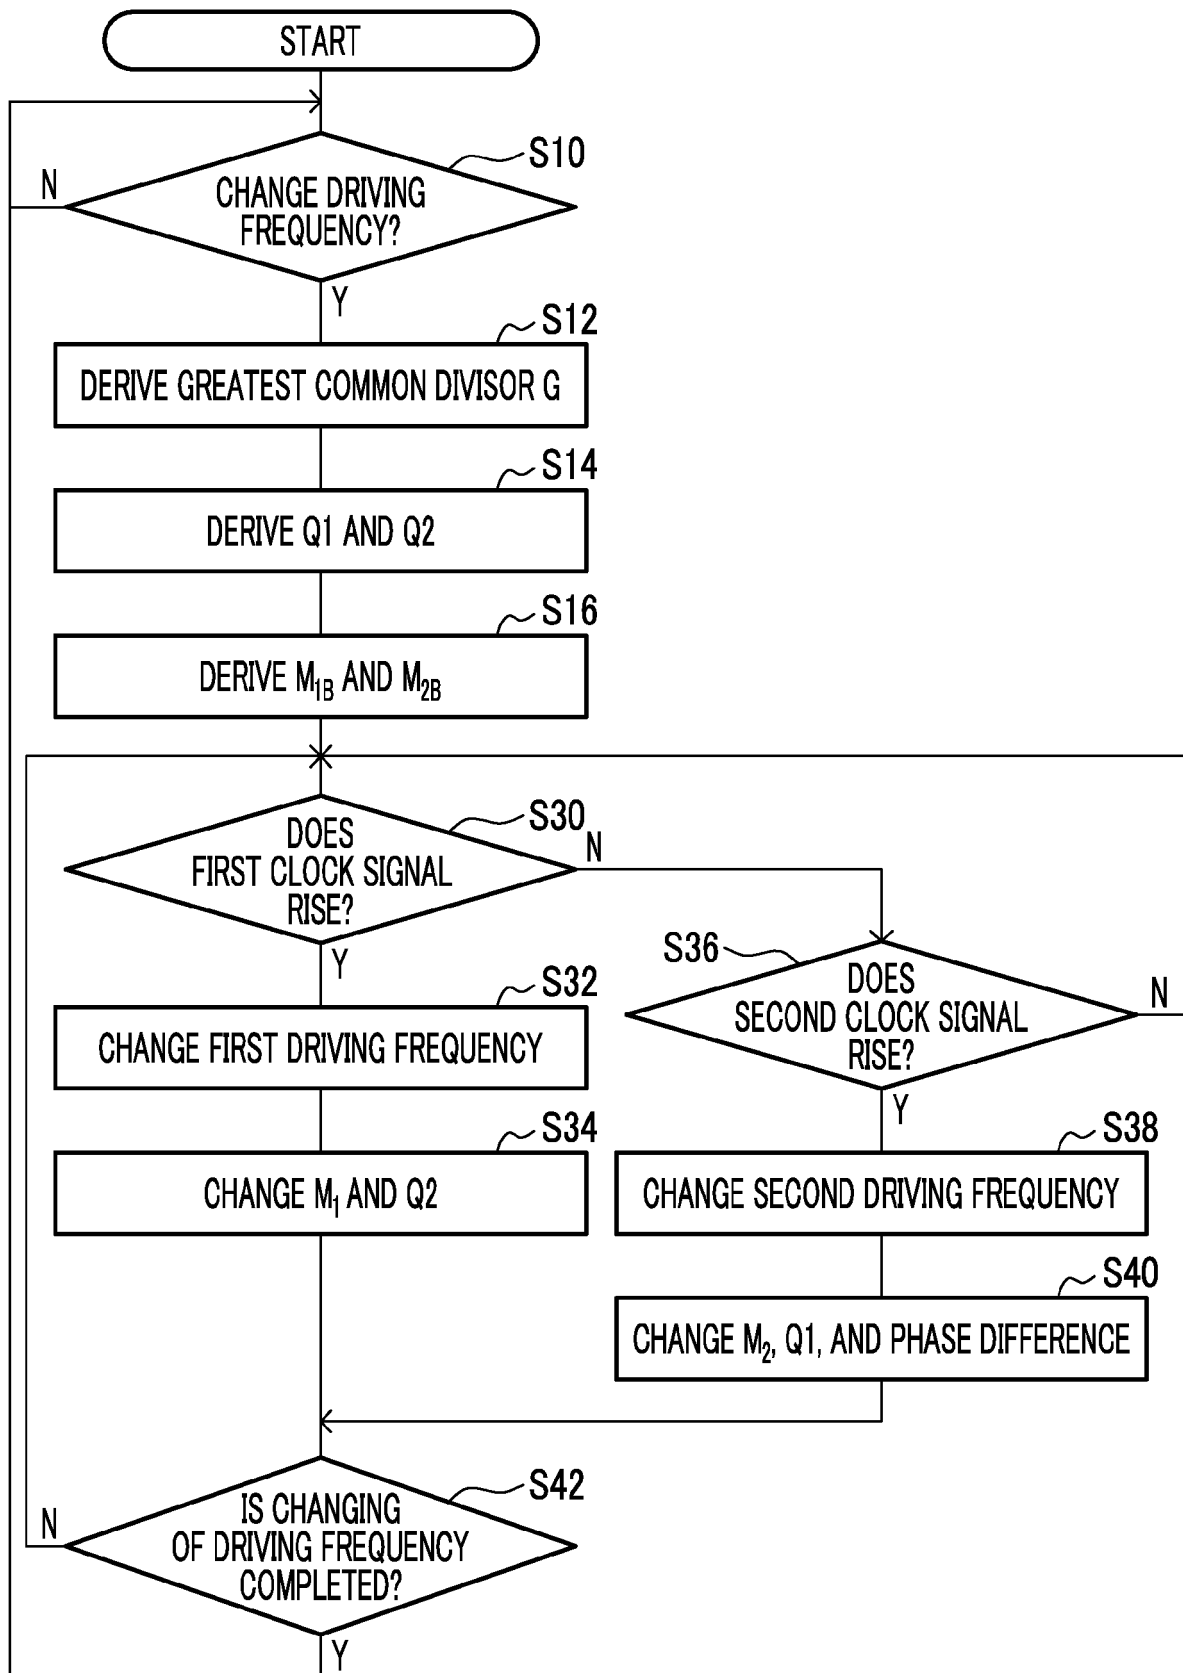 START
S10
N
CHANGE DRIVING
FREQUENCY?
Y
S12
DERIVE GREATEST COMMON DIVISOR G
S14
DERIVE Q1 AND Q2
S16
DERIVE M1B AND M2B
S30
DOES
FIRST CLOCK SIGNAL
RISE?
N
Y
S32
CHANGE FIRST DRIVING FREQUENCY
S34
CHANGE M1 AND Q2
S36
DOES
SECOND CLOCK SIGNAL
RISE?
N
Y
S38
CHANGE SECOND DRIVING FREQUENCY
S40
CHANGE M2, Q1, AND PHASE DIFFERENCE
S42
N
IS CHANGING
OF DRIVING FREQUENCY
COMPLETED?
Y